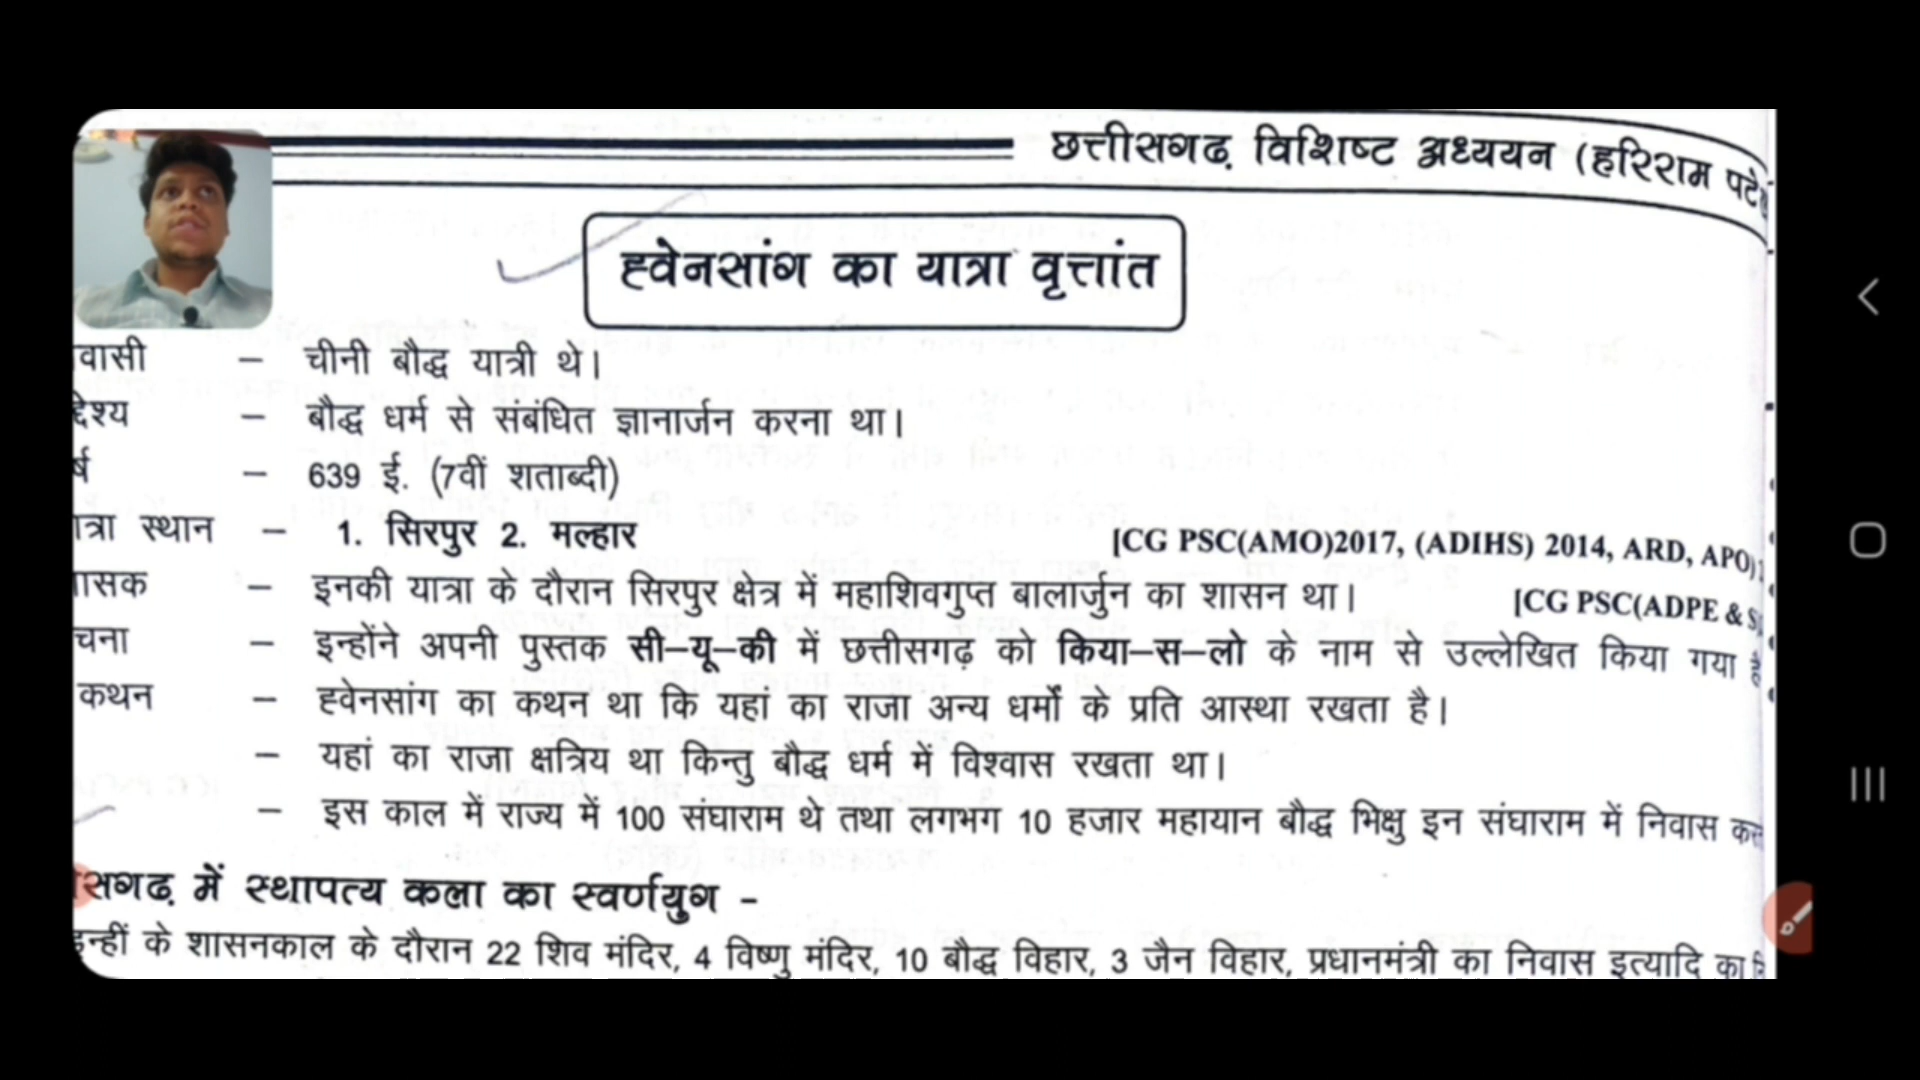 छत्तीसगढ़ विशिष्ट अध्ययन (हरिराम पटे
ह्वेनसांग का यात्रा वृत्तांत
वासी – चीनी बौद्ध यात्री थे।
द्देश्य – बौद्ध धर्म से संबंधित ज्ञानार्जन करना था।
र्ष – 639 ई. (7वीं शताब्दी)
ात्रा स्थान – 1. सिरपुर 2. मल्हार [CG PSC(AMO)2017, (ADIHS) 2014, ARD, APO)
ासक – इनकी यात्रा के दौरान सिरपुर क्षेत्र में महाशिवगुप्त बालार्जुन का शासन था। [CG PSC(ADPE & S
चना – इन्होंने अपनी पुस्तक सी–यू–की में छत्तीसगढ़ को किया–स–लो के नाम से उल्लेखित किया गया है
कथन – ह्वेनसांग का कथन था कि यहां का राजा अन्य धर्मों के प्रति आस्था रखता है।
– यहां का राजा क्षत्रिय था किन्तु बौद्ध धर्म में विश्वास रखता था।
– इस काल में राज्य में 100 संघाराम थे तथा लगभग 10 हजार महायान बौद्ध भिक्षु इन संघाराम में निवास कर
सगढ़ में स्थापत्य कला का स्वर्णयुग -
इन्हीं के शासनकाल के दौरान 22 शिव मंदिर, 4 विष्णु मंदिर, 10 बौद्ध विहार, 3 जैन विहार, प्रधानमंत्री का निवास इत्यादि का